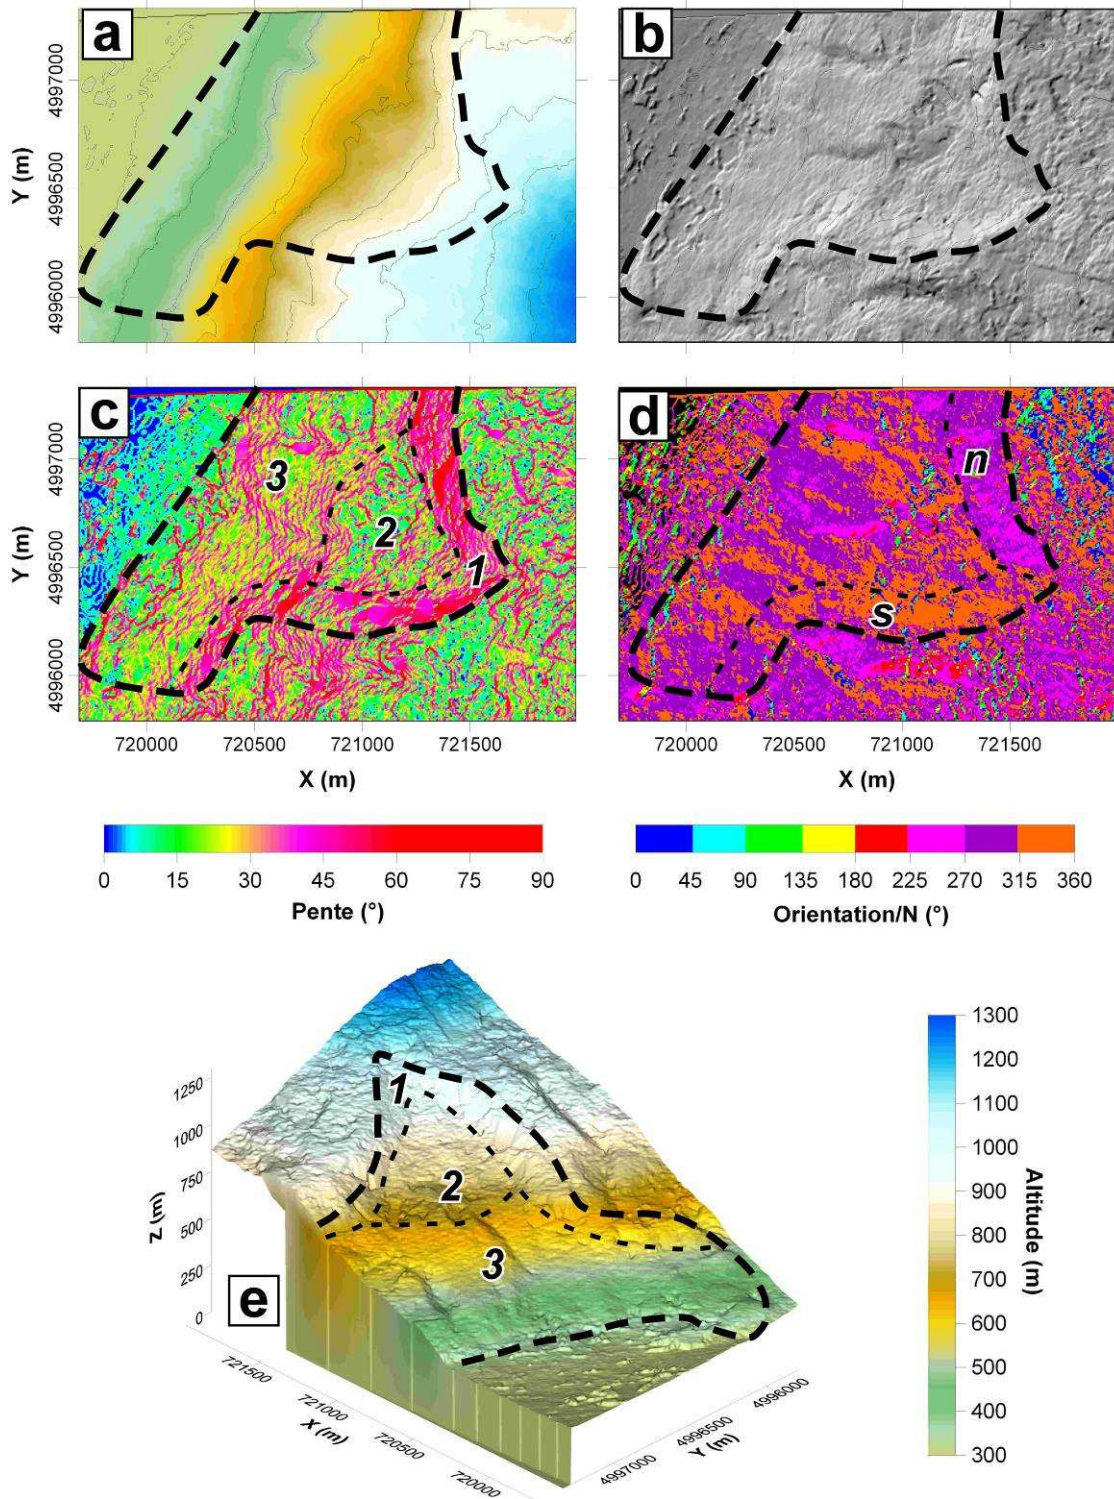 a
b
Y (m)
4997000
4996500
4996000
c
d
3
2
1
n
s
Y (m)
4997000
4996500
4996000
720000 720500 721000 721500
720000 720500 721000 721500
X (m)
X (m)
0 15 30 45 60 75 90
Pente (°)
0 45 90 135 180 225 270 315 360
Orientation/N (°)
e
1
2
3
Z (m)
1250
1000
750
500
250
0
721500
721000
720500
720000
X (m)
4997000
4996500
4996000
Y (m)
1300
1200
1100
1000
900
800
700
600
500
400
300
Altitude (m)